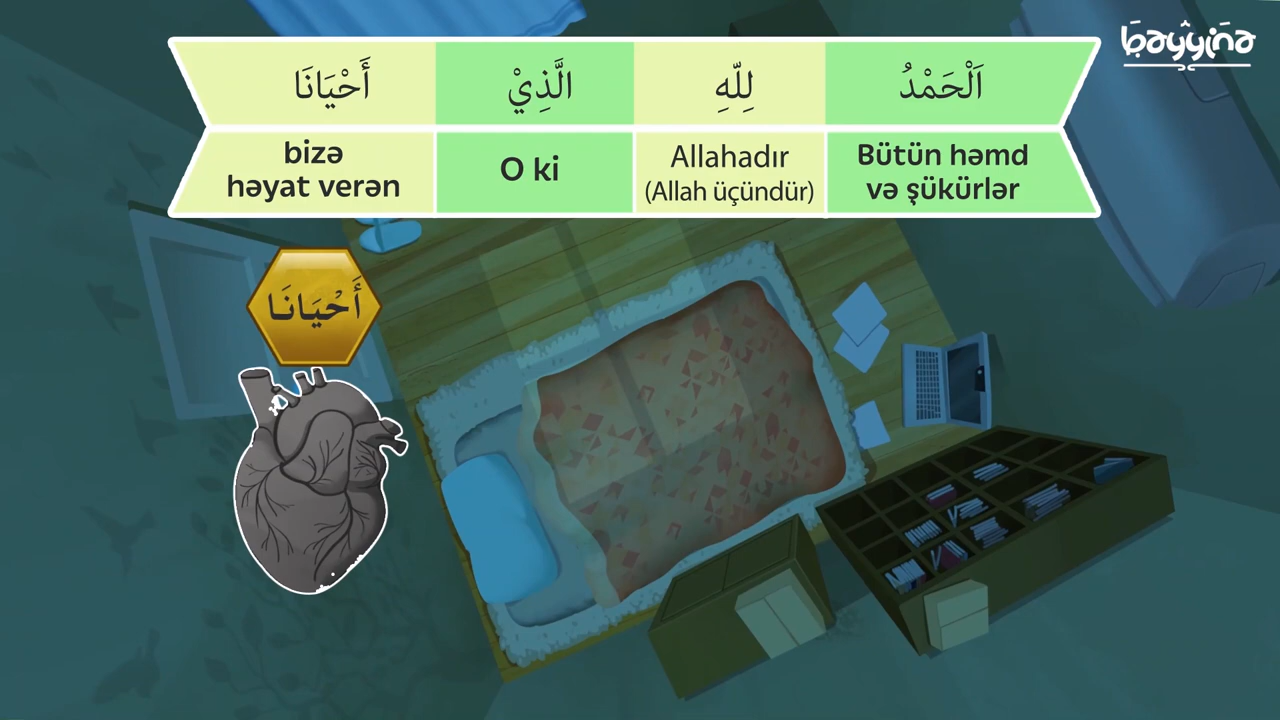 اَلْحَمْدُ لِلّهِ الَّذِيْ أَحْيَانَا
Bütün həmd
və şükürlər
Allahadır
(Allah üçündür)
O ki
bizə
həyat verən
أَحْيَانَا
bayyina